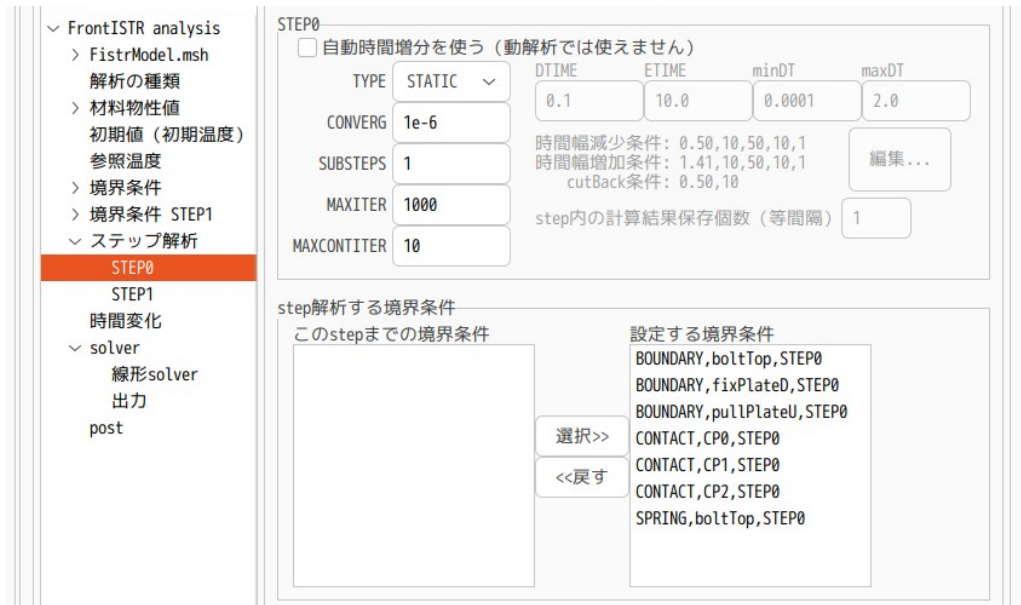 FrontISTR analysis
FistrModel.msh
解析の種類
材料物性値
初期値（初期温度）
参照温度
境界条件
境界条件 STEP1
ステップ解析
STEP0
STEP1
時間変化
solver
線形solver
出力
post
STEP0
自動時間増分を使う（動解析では使えません）
TYPE STATIC
CONVERG 1e-6
SUBSTEPS 1
MAXITER 1000
MAXCONTITER 10
DTIME ETIME minDT maxDT
0.1 10.0 0.0001 2.0
時間幅減少条件: 0.50,10,50,10,1
時間幅増加条件: 1.41,10,50,10,1
cutBack条件: 0.50,10
編集...
step内の計算結果保存個数（等間隔） 1
step解析する境界条件
このstepまでの境界条件
選択>>
<<戻す
設定する境界条件
BOUNDARY,boltTop,STEP0
BOUNDARY,fixPlateD,STEP0
BOUNDARY,pullPlateU,STEP0
CONTACT,CP0,STEP0
CONTACT,CP1,STEP0
CONTACT,CP2,STEP0
SPRING,boltTop,STEP0